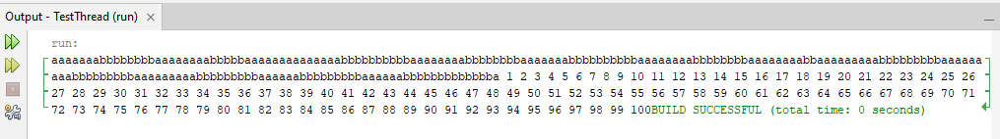 Output - TestThread (run)
run:
aaaaaaabbbbbbbbbaaaaaaaaabbbbbaaaaaaaaaaaaaabbbbbbbbbbaaaaaaaabbbbbbbbaaaaaaabbbbbbbbbbaaaaaaaabbbbbbbbaaaaaaaabbaaaaaaaaabbbbbbbbbaaaaaa
aaabbbbbbbbbaaaaaaaaabbbbbbbbbaaaaaabbbbbbbbbaaaaaabbbbbbbbbbbbba 1 2 3 4 5 6 7 8 9 10 11 12 13 14 15 16 17 18 19 20 21 22 23 24 25 26
27 28 29 30 31 32 33 34 35 36 37 38 39 40 41 42 43 44 45 46 47 48 49 50 51 52 53 54 55 56 57 58 59 60 61 62 63 64 65 66 67 68 69 70 71
72 73 74 75 76 77 78 79 80 81 82 83 84 85 86 87 88 89 90 91 92 93 94 95 96 97 98 99 100BUILD SUCCESSFUL (total time: 0 seconds)